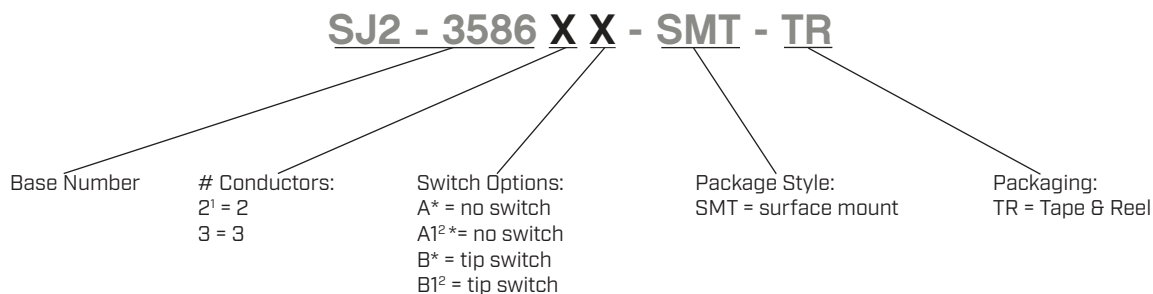 SJ2 - 3586 X X - SMT - TR
Base Number
# Conductors:
2¹ = 2
3 = 3
Switch Options:
A* = no switch
A1² *= no switch
B* = tip switch
B1² = tip switch
Package Style:
SMT = surface mount
Packaging:
TR = Tape & Reel